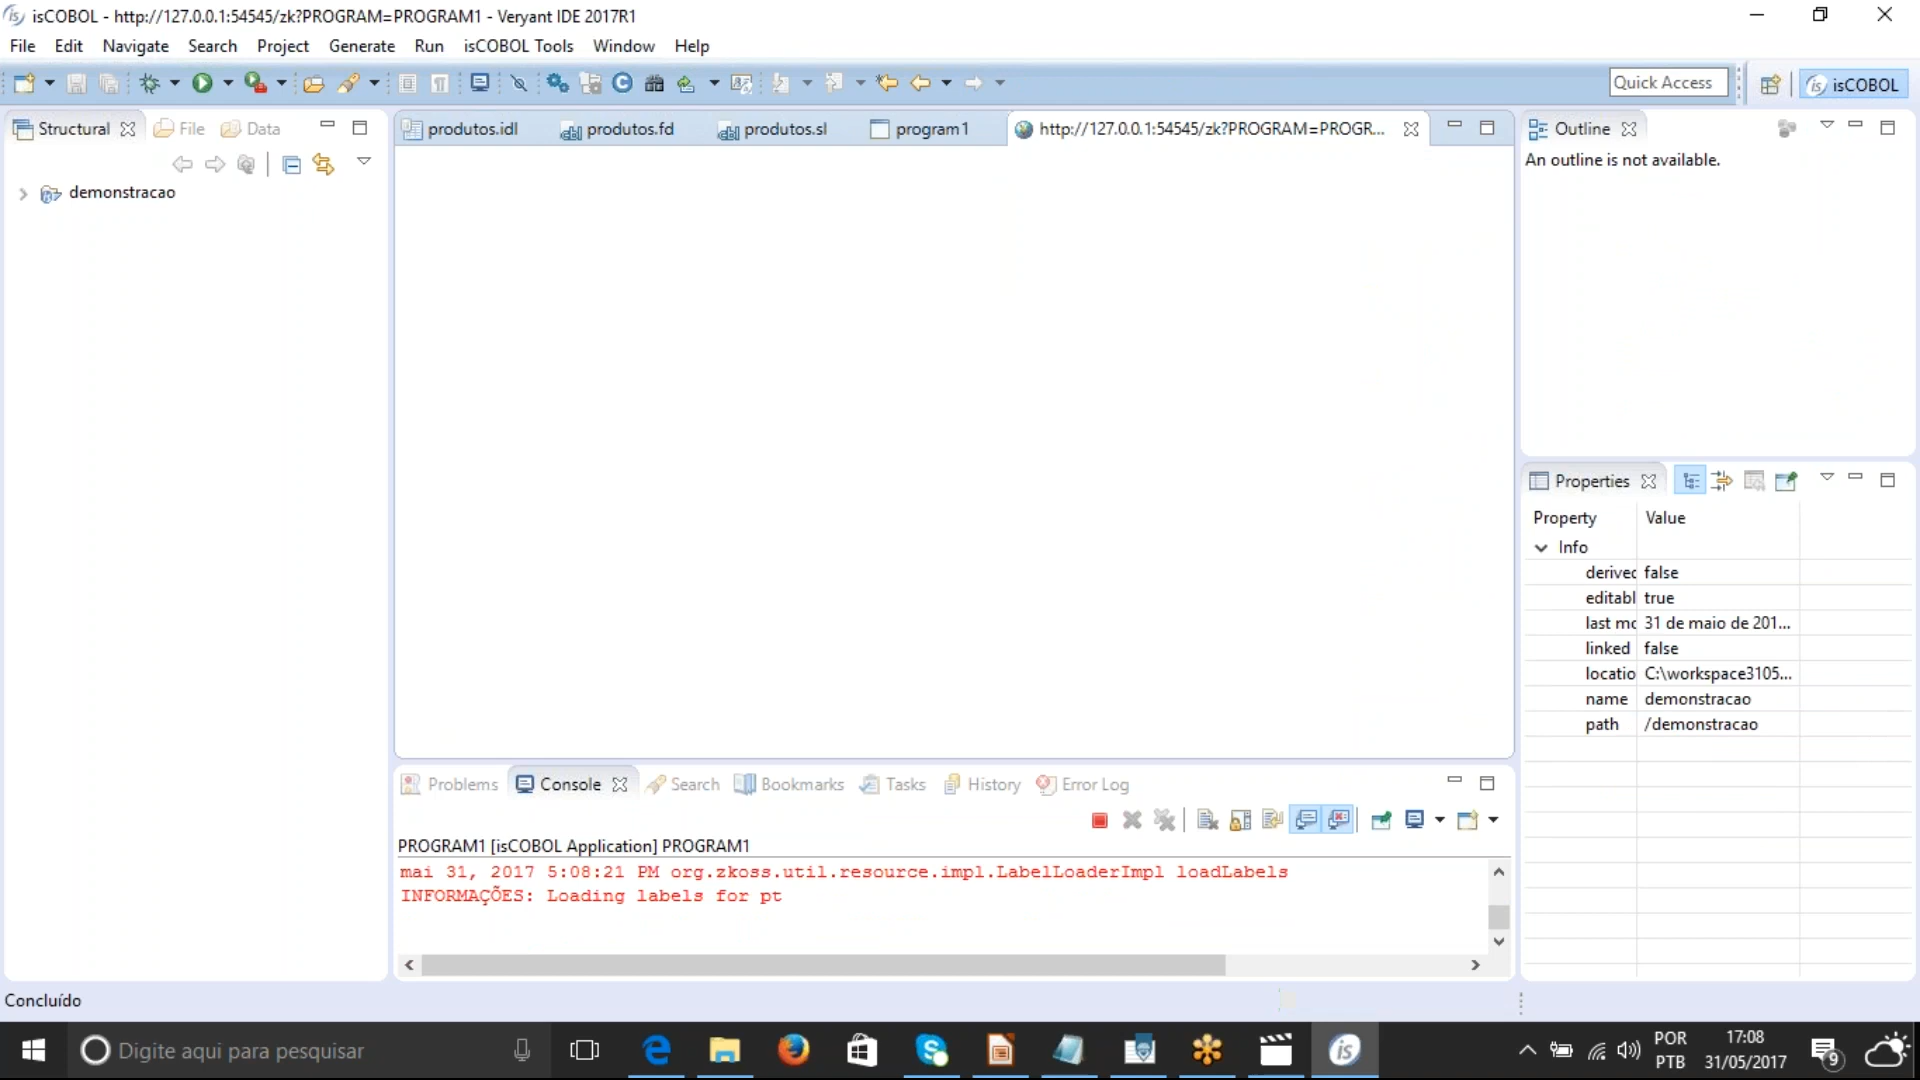 isCOBOL - http://127.0.0.1:54545/zk?PROGRAM=PROGRAM1 - Veryant IDE 2017R1
File Edit Navigate Search Project Generate Run isCOBOL Tools Window Help
Quick Access isCOBOL
Structural File Data
demonstracao
produtos.idl produtos.fd produtos.sl program1 http://127.0.0.1:54545/zk?PROGRAM=PROGR...
Outline
An outline is not available.
Properties
Property Value
Info
derived false
editabl true
last mo 31 de maio de 201...
linked false
locatio C:\workspace3105...
name demonstracao
path /demonstracao
Problems Console Search Bookmarks Tasks History Error Log
PROGRAM1 [isCOBOL Application] PROGRAM1
mai 31, 2017 5:08:21 PM org.zkoss.util.resource.impl.LabelLoaderImpl loadLabels
INFORMAÇÕES: Loading labels for pt
Concluído
Digite aqui para pesquisar
POR
PTB
17:08
31/05/2017
9